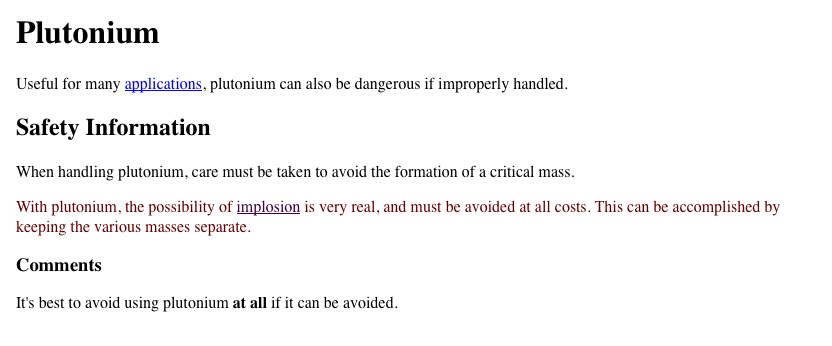 Plutonium
Useful for many applications, plutonium can also be dangerous if improperly handled.
Safety Information
When handling plutonium, care must be taken to avoid the formation of a critical mass.
With plutonium, the possibility of implosion is very real, and must be avoided at all costs. This can be accomplished by
keeping the various masses separate.
Comments
It's best to avoid using plutonium at all if it can be avoided.